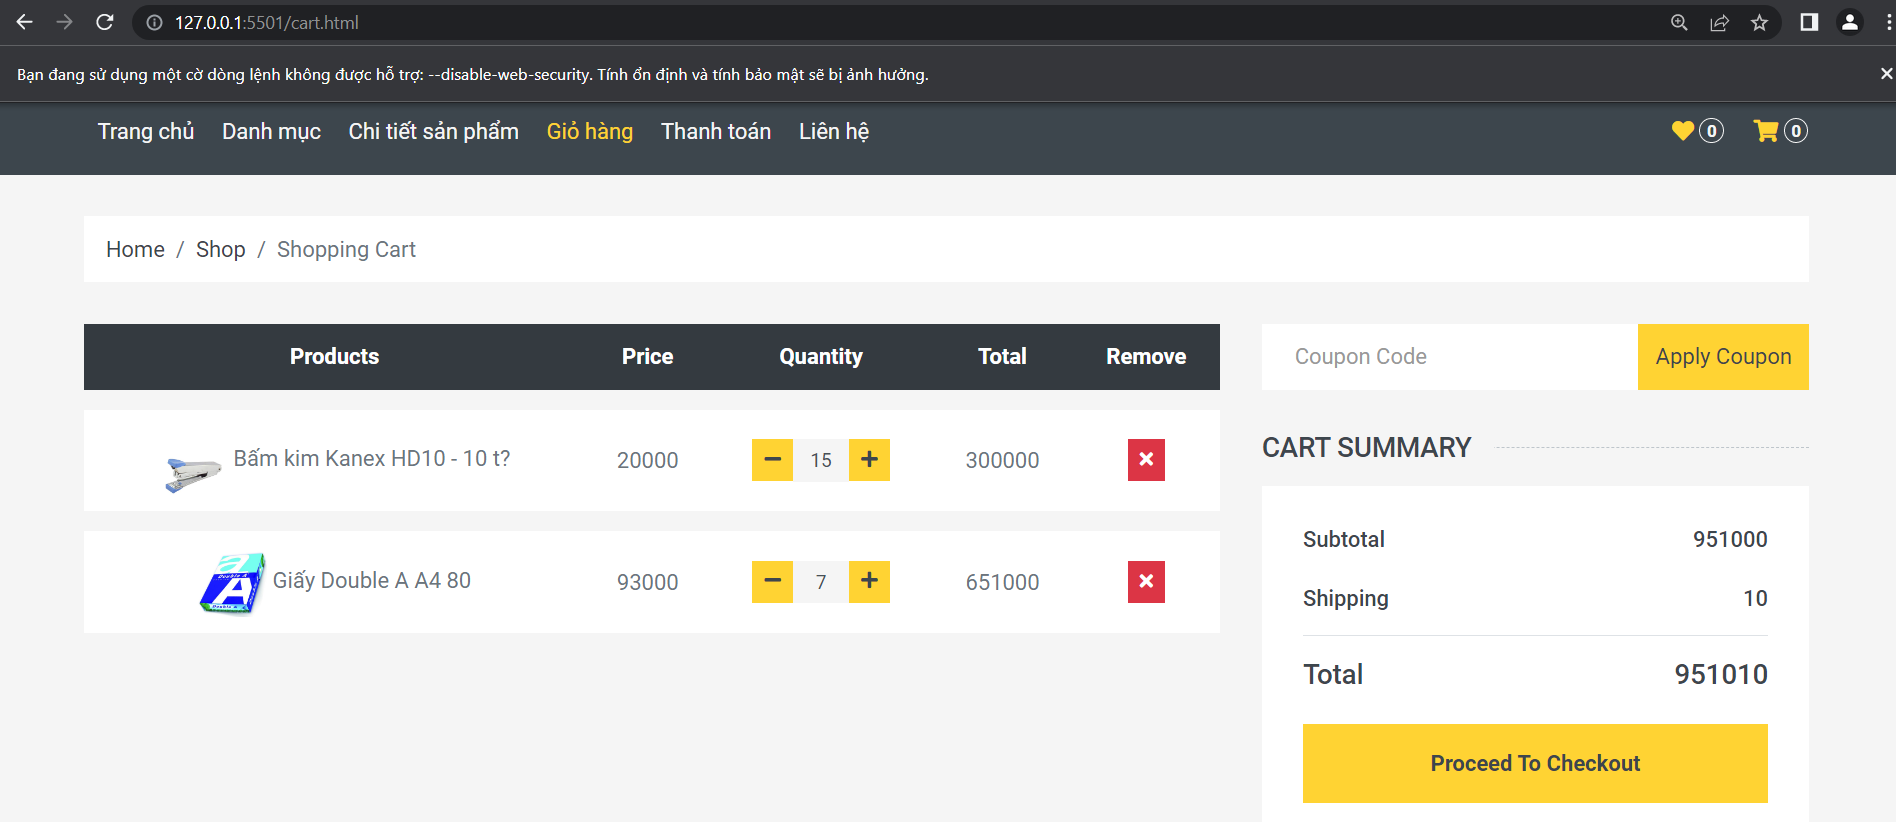 127.0.0.1:5501/cart.html
Bạn đang sử dụng một cờ dòng lệnh không được hỗ trợ: --disable-web-security. Tính ổn định và tính bảo mật sẽ bị ảnh hưởng.
Trang chủ Danh mục Chi tiết sản phẩm Giỏ hàng Thanh toán Liên hệ 0 0
Home / Shop / Shopping Cart
Products Price Quantity Total Remove
Bấm kim Kanex HD10 - 10 t? 20000 15 300000
Double A
Giấy Double A A4 80 93000 7 651000
Double A
Coupon Code Apply Coupon
CART SUMMARY
Subtotal 951000
Shipping 10
Total 951010
Proceed To Checkout